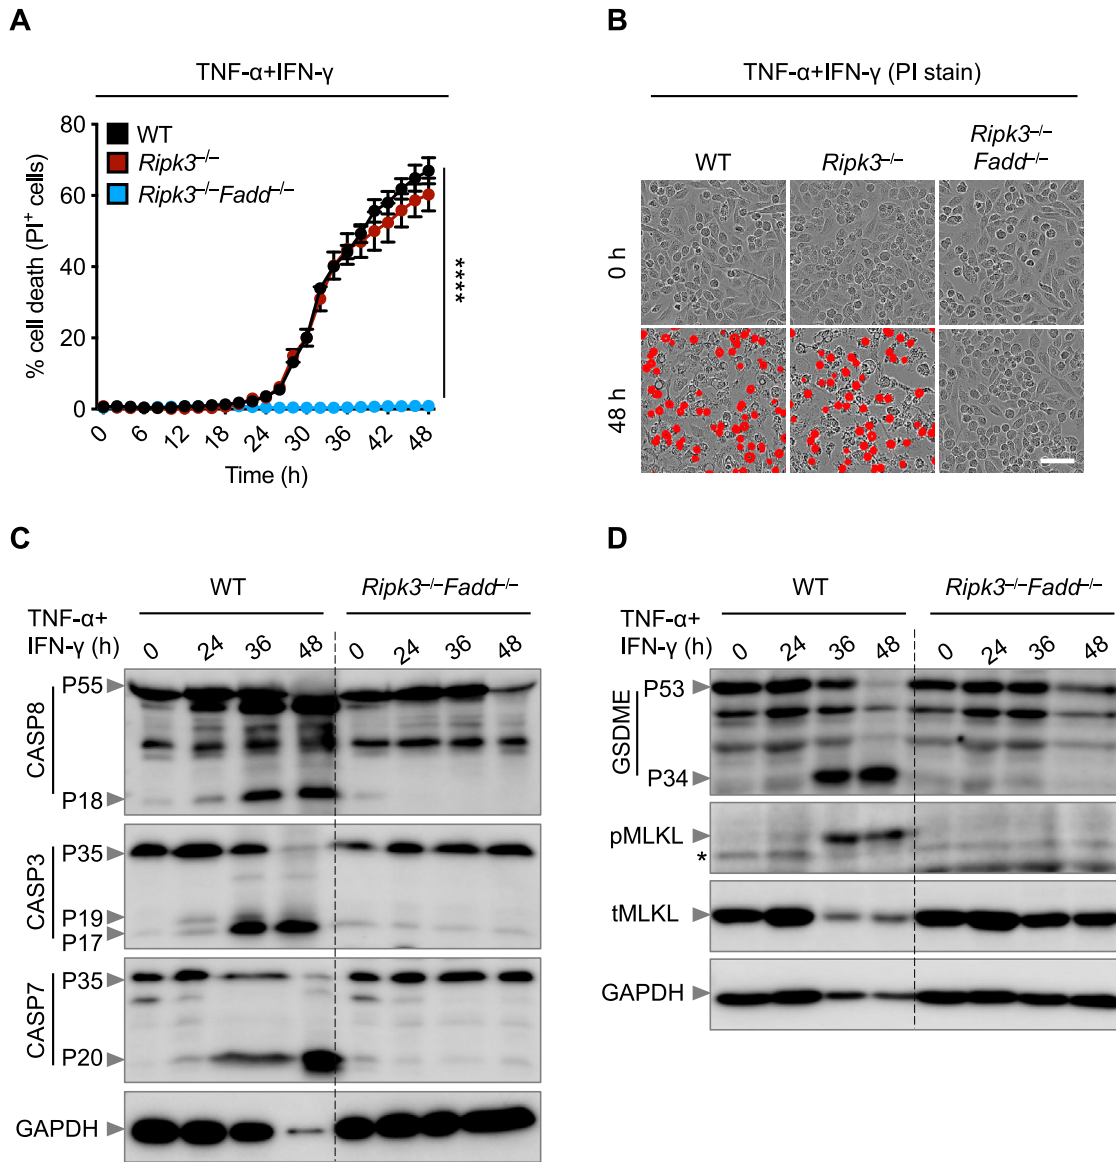 A
TNF-α+IFN-γ
% cell death (PI⁺ cells)
80
60
40
20
0
WT
Ripk3⁻/⁻
Ripk3⁻/⁻Fadd⁻/⁻
****
0 6 12 18 24 30 36 42 48
Time (h)
B
TNF-α+IFN-γ (PI stain)
WT
Ripk3⁻/⁻
Ripk3⁻/⁻
Fadd⁻/⁻
0 h
48 h
C
WT
Ripk3⁻/⁻Fadd⁻/⁻
TNF-α+
IFN-γ (h)
0 24 36 48 0 24 36 48
CASP8
P55
P18
CASP3
P35
P19
P17
CASP7
P35
P20
GAPDH
D
WT
Ripk3⁻/⁻Fadd⁻/⁻
TNF-α+
IFN-γ (h)
0 24 36 48 0 24 36 48
GSDME
P53
P34
pMLKL
*
tMLKL
GAPDH